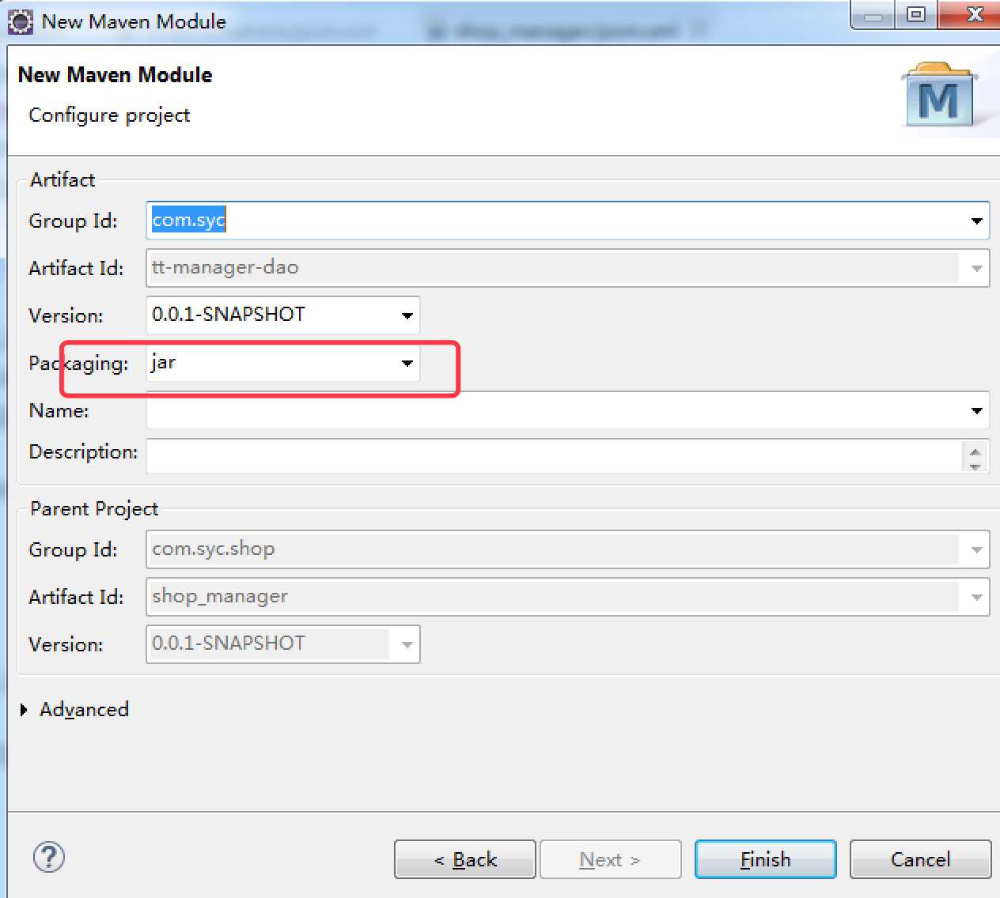 New Maven Module
New Maven Module
Configure project
M
Artifact
Group Id: com.syc
Artifact Id: tt-manager-dao
Version: 0.0.1-SNAPSHOT
Packaging: jar
Name:
Description:
Parent Project
Group Id: com.syc.shop
Artifact Id: shop_manager
Version: 0.0.1-SNAPSHOT
Advanced
?
< Back Next > Finish Cancel